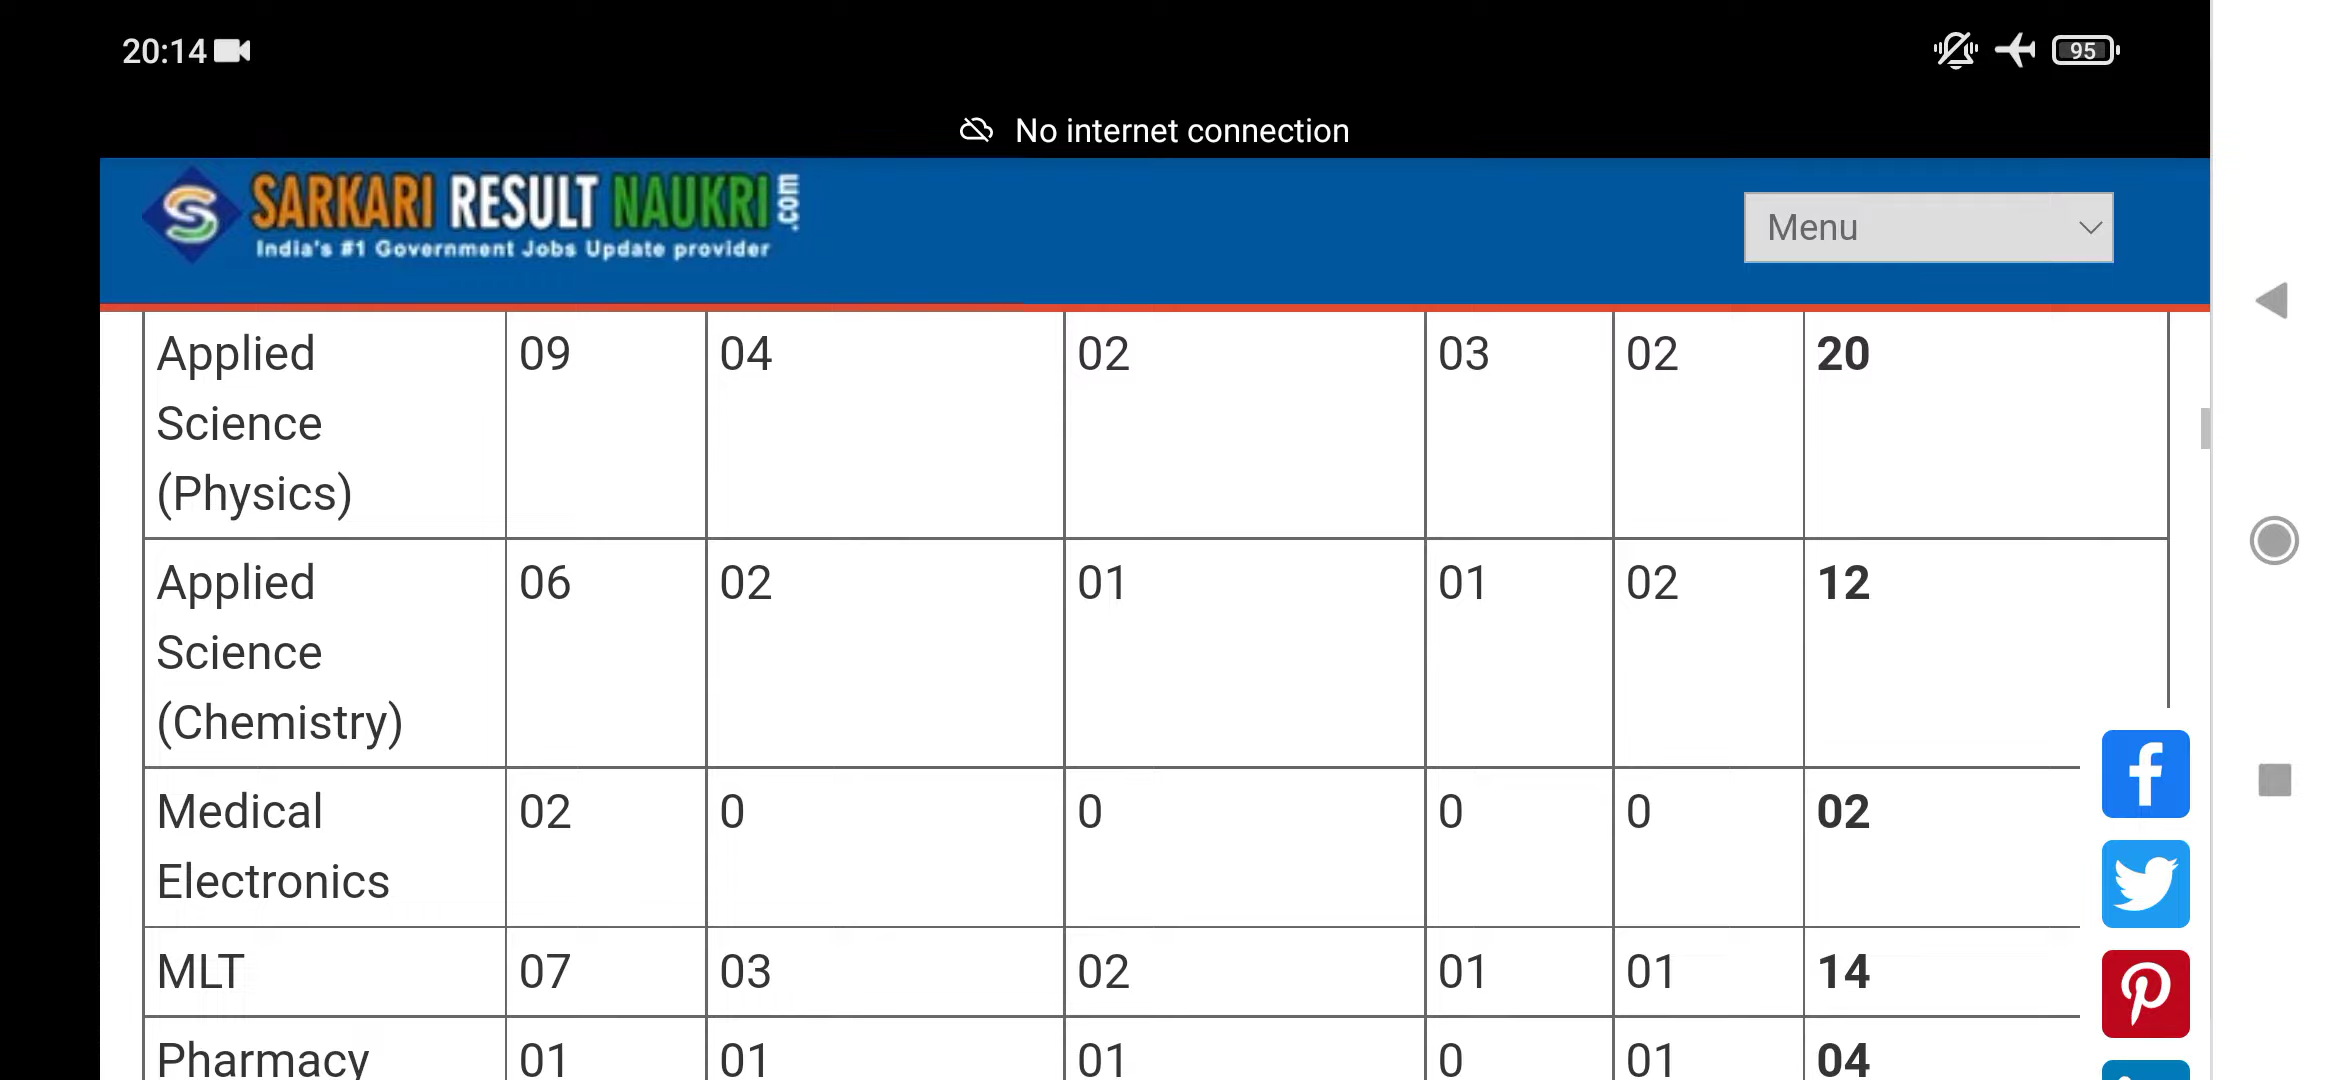 20:14
95
No internet connection
SARKARI RESULT NAUKRI .com
India's #1 Government Jobs Update provider
Menu
Applied Science (Physics) 09 04 02 03 02 20
Applied Science (Chemistry) 06 02 01 01 02 12
Medical Electronics 02 0 0 0 0 02
MLT 07 03 02 01 01 14
Pharmacy 01 01 01 0 01 04